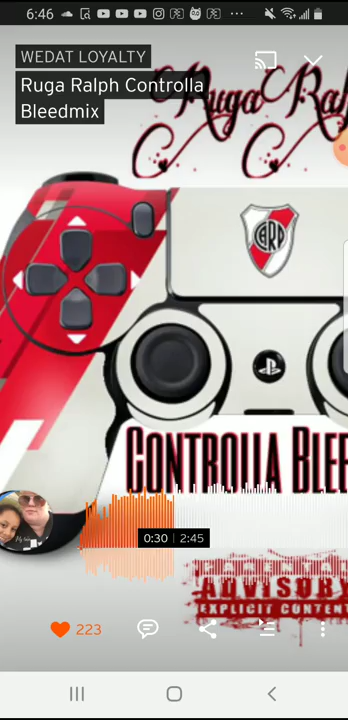 6:46
WEDAT LOYALTY
Ruga Ralph Controlla
Bleedmix
Ruga Ra
CARP
CONTROLLA BLEE
0:30 | 2:45
ADVISORY
EXPLICIT CONTENT
223